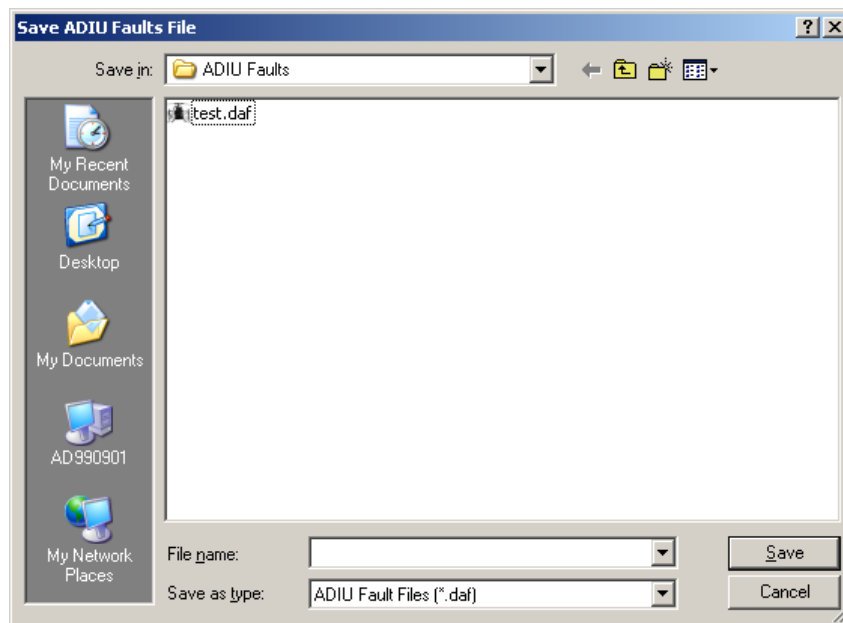 Save ADIU Faults File
Save in: ADIU Faults
test.daf
My Recent
Documents
Desktop
My Documents
AD990901
My Network
Places
File name:
Save
Save as type: ADIU Fault Files (*.daf)
Cancel